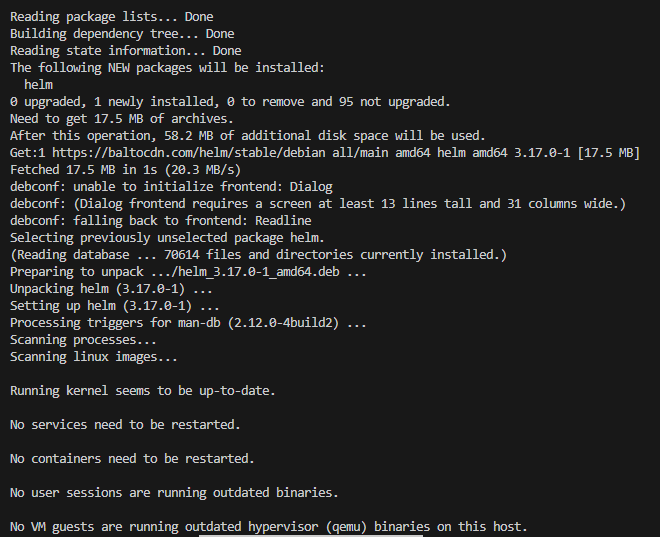 Reading package lists... Done
Building dependency tree... Done
Reading state information... Done
The following NEW packages will be installed:
  helm
0 upgraded, 1 newly installed, 0 to remove and 95 not upgraded.
Need to get 17.5 MB of archives.
After this operation, 58.2 MB of additional disk space will be used.
Get:1 https://baltocdn.com/helm/stable/debian all/main amd64 helm amd64 3.17.0-1 [17.5 MB]
Fetched 17.5 MB in 1s (20.3 MB/s)
debconf: unable to initialize frontend: Dialog
debconf: (Dialog frontend requires a screen at least 13 lines tall and 31 columns wide.)
debconf: falling back to frontend: Readline
Selecting previously unselected package helm.
(Reading database ... 70614 files and directories currently installed.)
Preparing to unpack .../helm_3.17.0-1_amd64.deb ...
Unpacking helm (3.17.0-1) ...
Setting up helm (3.17.0-1) ...
Processing triggers for man-db (2.12.0-4build2) ...
Scanning processes...
Scanning linux images...

Running kernel seems to be up-to-date.

No services need to be restarted.

No containers need to be restarted.

No user sessions are running outdated binaries.

No VM guests are running outdated hypervisor (qemu) binaries on this host.